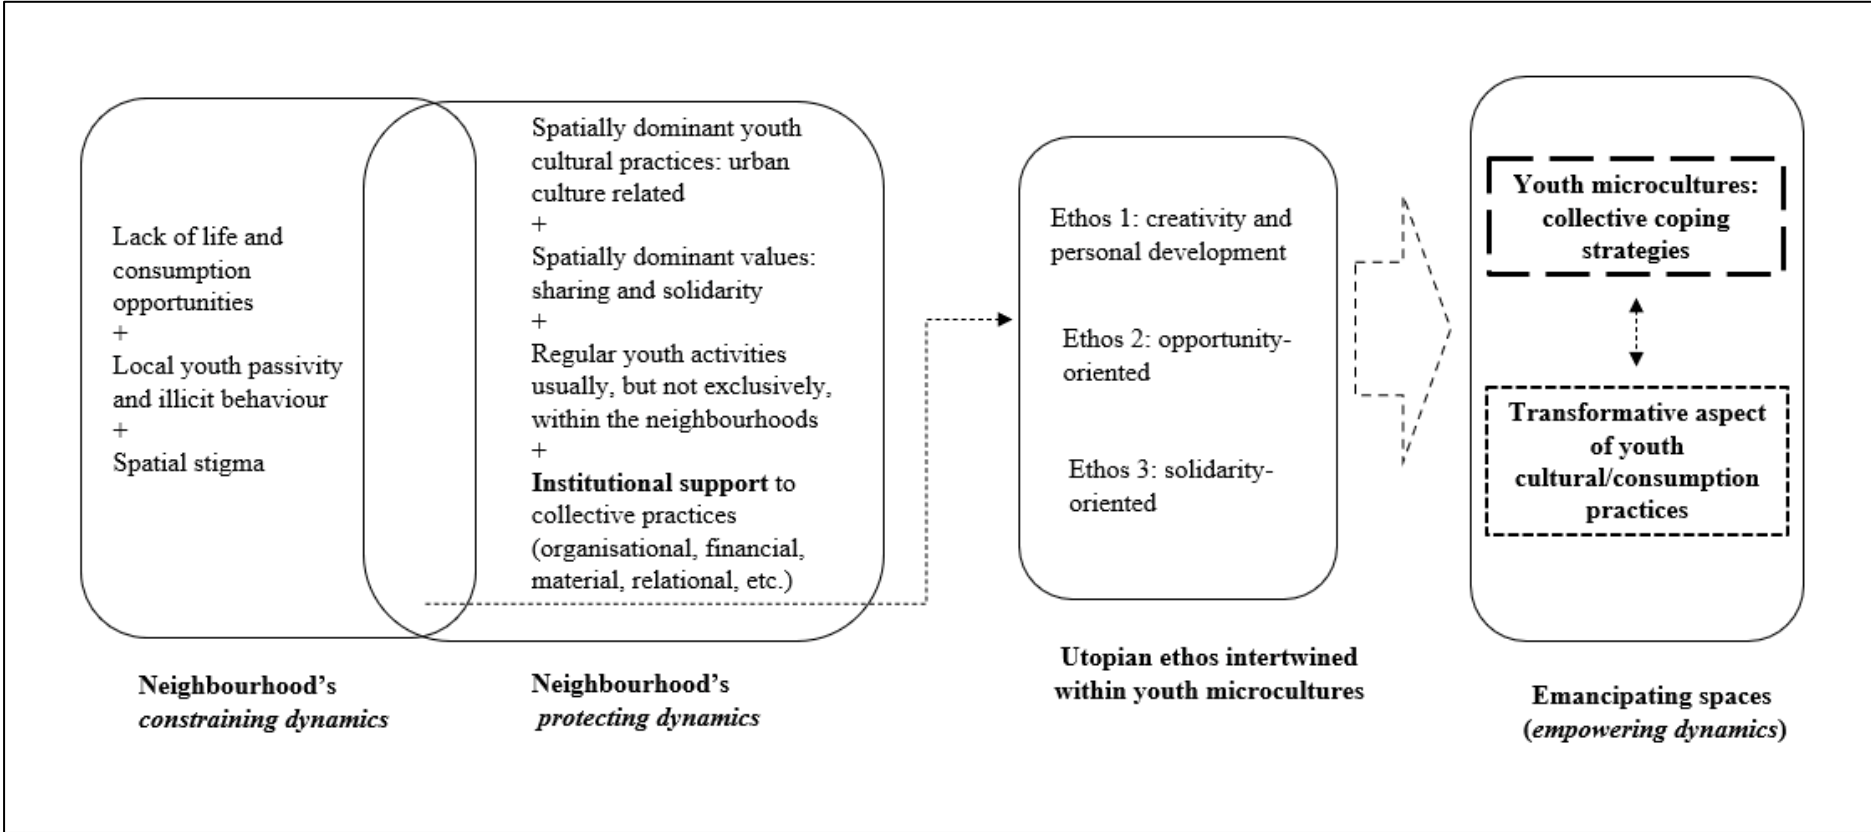 Lack of life and
consumption
opportunities
+
Local youth passivity
and illicit behaviour
+
Spatial stigma
Neighbourhood’s
constraining dynamics
Spatially dominant youth
cultural practices: urban
culture related
+
Spatially dominant values:
sharing and solidarity
+
Regular youth activities
usually, but not exclusively,
within the neighbourhoods
+
Institutional support to
collective practices
(organisational, financial,
material, relational, etc.)
Neighbourhood’s
protecting dynamics
Ethos 1: creativity and
personal development
Ethos 2: opportunity-
oriented
Ethos 3: solidarity-
oriented
Utopian ethos intertwined
within youth microcultures
Youth microcultures:
collective coping
strategies
Transformative aspect
of youth
cultural/consumption
practices
Emancipating spaces
(empowering dynamics)